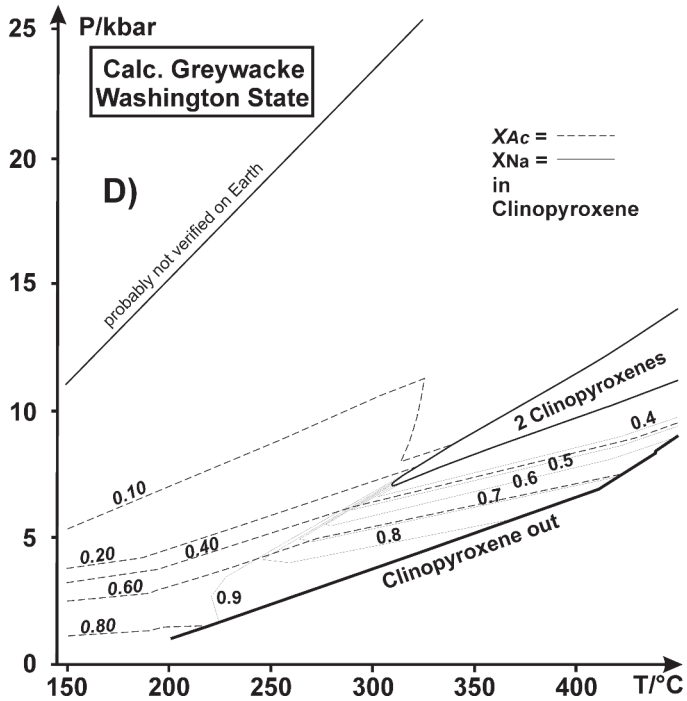 25
P/kbar
Calc. Greywacke
Washington State
20
XAc =
XNa =
in
Clinopyroxene
D)
probably not verified on Earth
15
10
2 Clinopyroxenes
0.4
0.10
0.5
0.6
0.7
5
0.20
0.40
0.8
0.60
Clinopyroxene out
0.9
0.80
0
150
200
250
300
350
400
T/°C